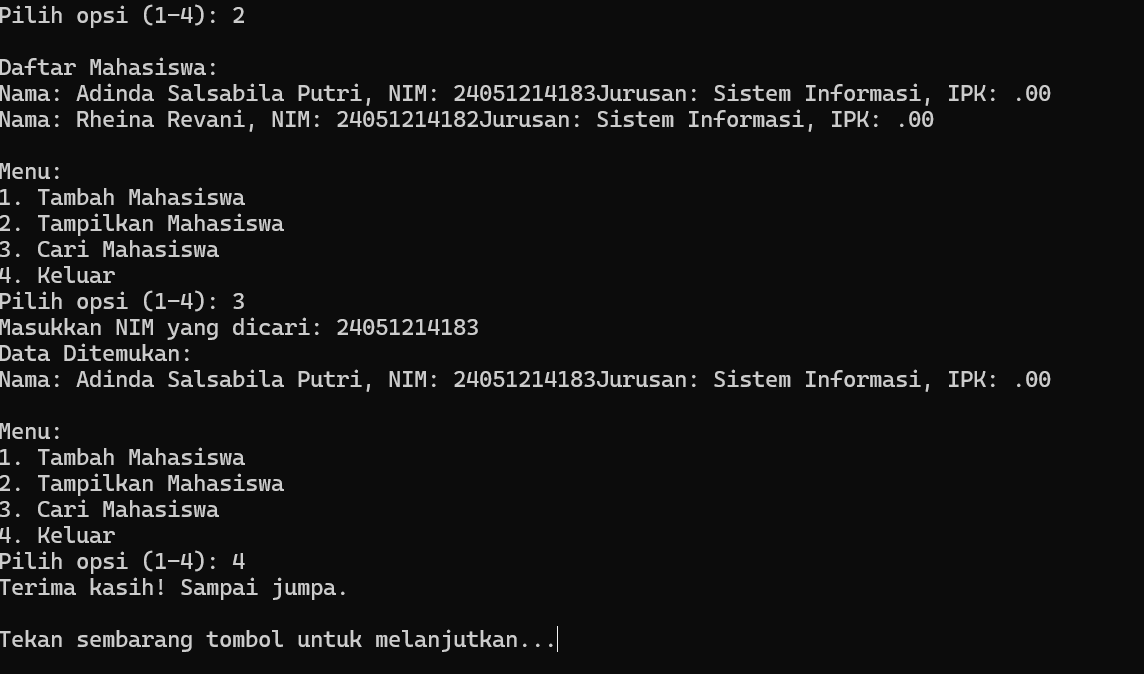 Pilih opsi (1-4): 2
Daftar Mahasiswa:
Nama: Adinda Salsabila Putri, NIM: 24051214183Jurusan: Sistem Informasi, IPK: .00
Nama: Rheina Revani, NIM: 24051214182Jurusan: Sistem Informasi, IPK: .00
Menu:
1. Tambah Mahasiswa
2. Tampilkan Mahasiswa
3. Cari Mahasiswa
4. Keluar
Pilih opsi (1-4): 3
Masukkan NIM yang dicari: 24051214183
Data Ditemukan:
Nama: Adinda Salsabila Putri, NIM: 24051214183Jurusan: Sistem Informasi, IPK: .00
Menu:
1. Tambah Mahasiswa
2. Tampilkan Mahasiswa
3. Cari Mahasiswa
4. Keluar
Pilih opsi (1-4): 4
Terima kasih! Sampai jumpa.
Tekan sembarang tombol untuk melanjutkan...